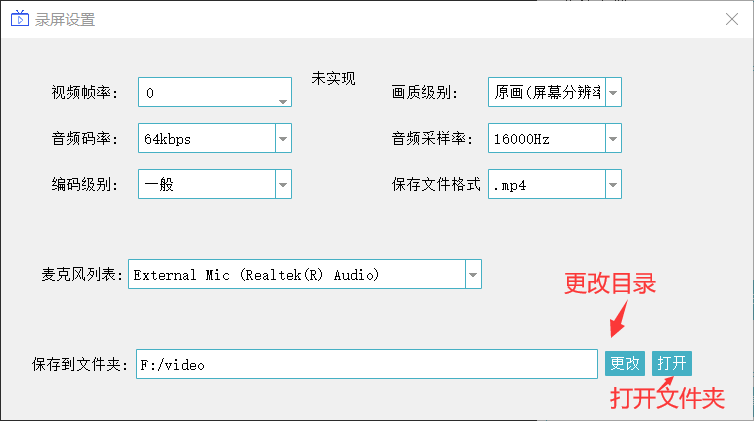 录屏设置
未实现
视频帧率： 0 画质级别： 原画(屏幕分辨率
音频码率： 64kbps 音频采样率： 16000Hz
编码级别： 一般 保存文件格式 .mp4
麦克风列表: External Mic (Realtek(R) Audio)
更改目录
保存到文件夹: F:/video 更改 打开
打开文件夹